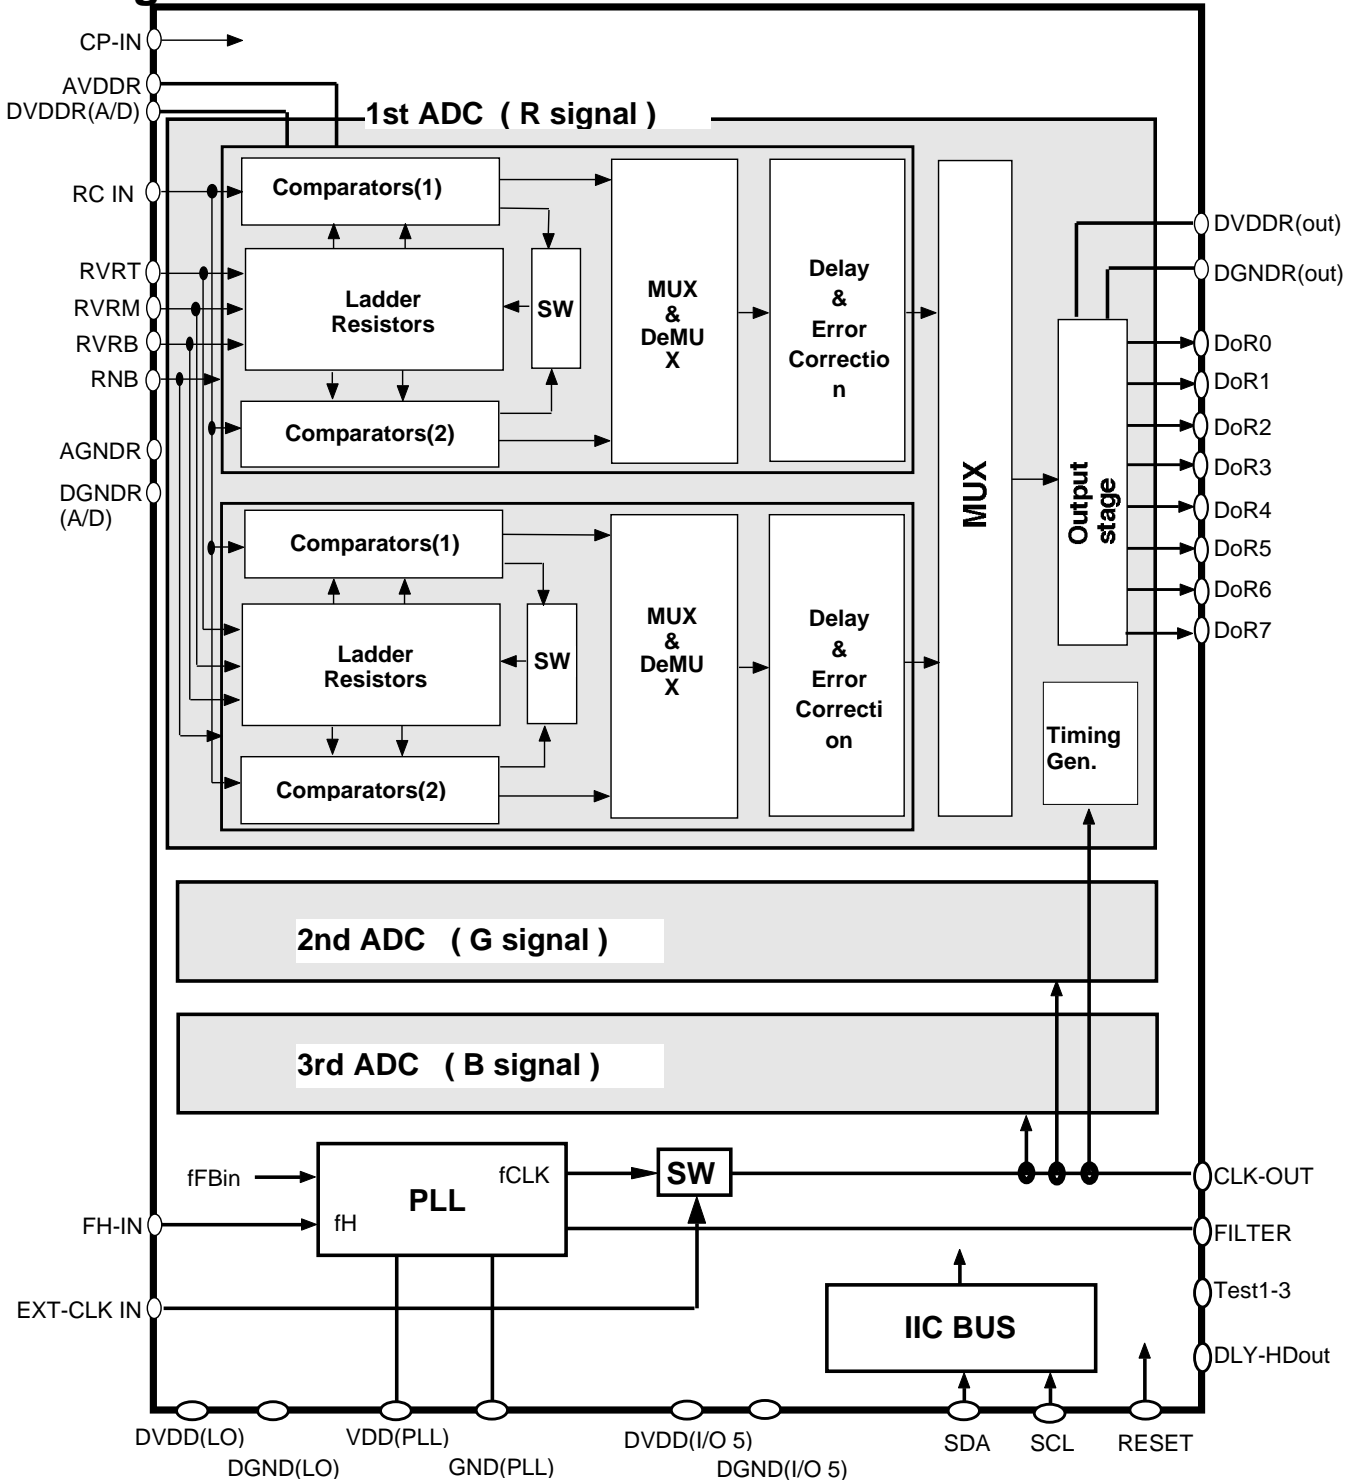 CP-IN
AVDDR
DVDDR(A/D)
1st ADC ( R signal )
RC IN
RVRT
RVRM
RVRB
RNB
AGNDR
DGNDR
(A/D)
Comparators(1)
Ladder
Resistors
SW
Comparators(2)
MUX
&
DeMU
X
Delay
&
Error
Correctio
n
Comparators(1)
Ladder
Resistors
SW
Comparators(2)
MUX
&
DeMU
X
Delay
&
Error
Correcti
on
MUX
Output
stage
Timing
Gen.
DVDDR(out)
DGNDR(out)
DoR0
DoR1
DoR2
DoR3
DoR4
DoR5
DoR6
DoR7
2nd ADC ( G signal )
3rd ADC ( B signal )
fFBin
fCLK
PLL
fH
SW
FH-IN
EXT-CLK IN
CLK-OUT
FILTER
Test1-3
DLY-HDout
IIC BUS
DVDD(LO)
DGND(LO)
VDD(PLL)
GND(PLL)
DVDD(I/O 5)
DGND(I/O 5)
SDA
SCL
RESET